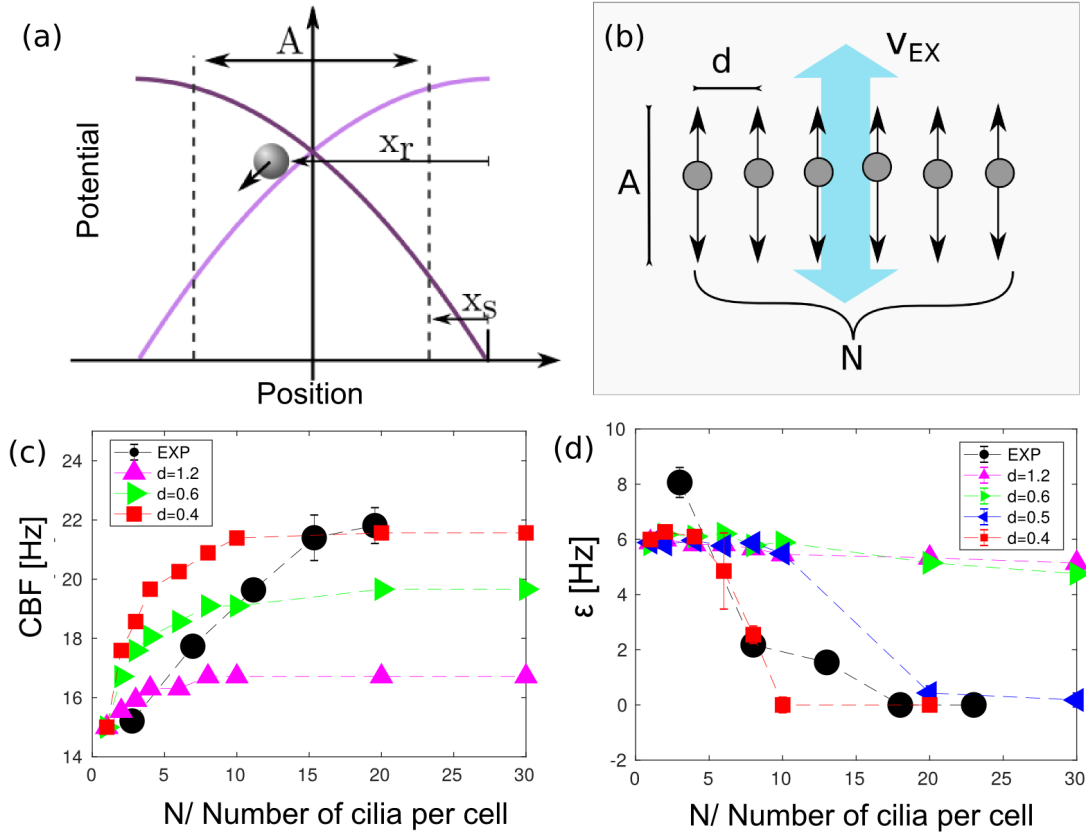 (a)
A
x_r
Potential
x_s
Position
(b)
v_EX
d
A
N
(c)
EXP
d=1.2
d=0.6
d=0.4
CBF [Hz]
24
22
20
18
16
14
0 5 10 15 20 25 30
N/ Number of cilia per cell
(d)
EXP
d=1.2
d=0.6
d=0.5
d=0.4
ε [Hz]
8
6
4
2
0
-2
0 5 10 15 20 25 30
N/ Number of cilia per cell